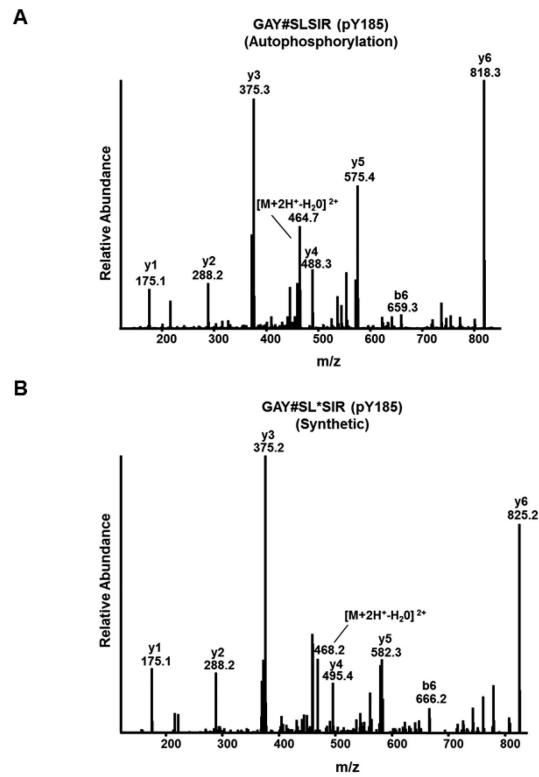 A
GAY#SLSIR (pY185)
(Autophosphorylation)
Relative Abundance
y6
818.3
y3
375.3
y5
575.4
[M+2H⁺-H₂0] ²⁺
464.7
y4
488.3
y2
288.2
y1
175.1
b6
659.3
200 300 400 500 600 700 800
m/z
B
GAY#SL*SIR (pY185)
(Synthetic)
Relative Abundance
y3
375.2
y6
825.2
[M+2H⁺-H₂0] ²⁺
y1
175.1
y2
288.2
468.2
y4
495.4
y5
582.3
b6
666.2
200 300 400 500 600 700 800
m/z